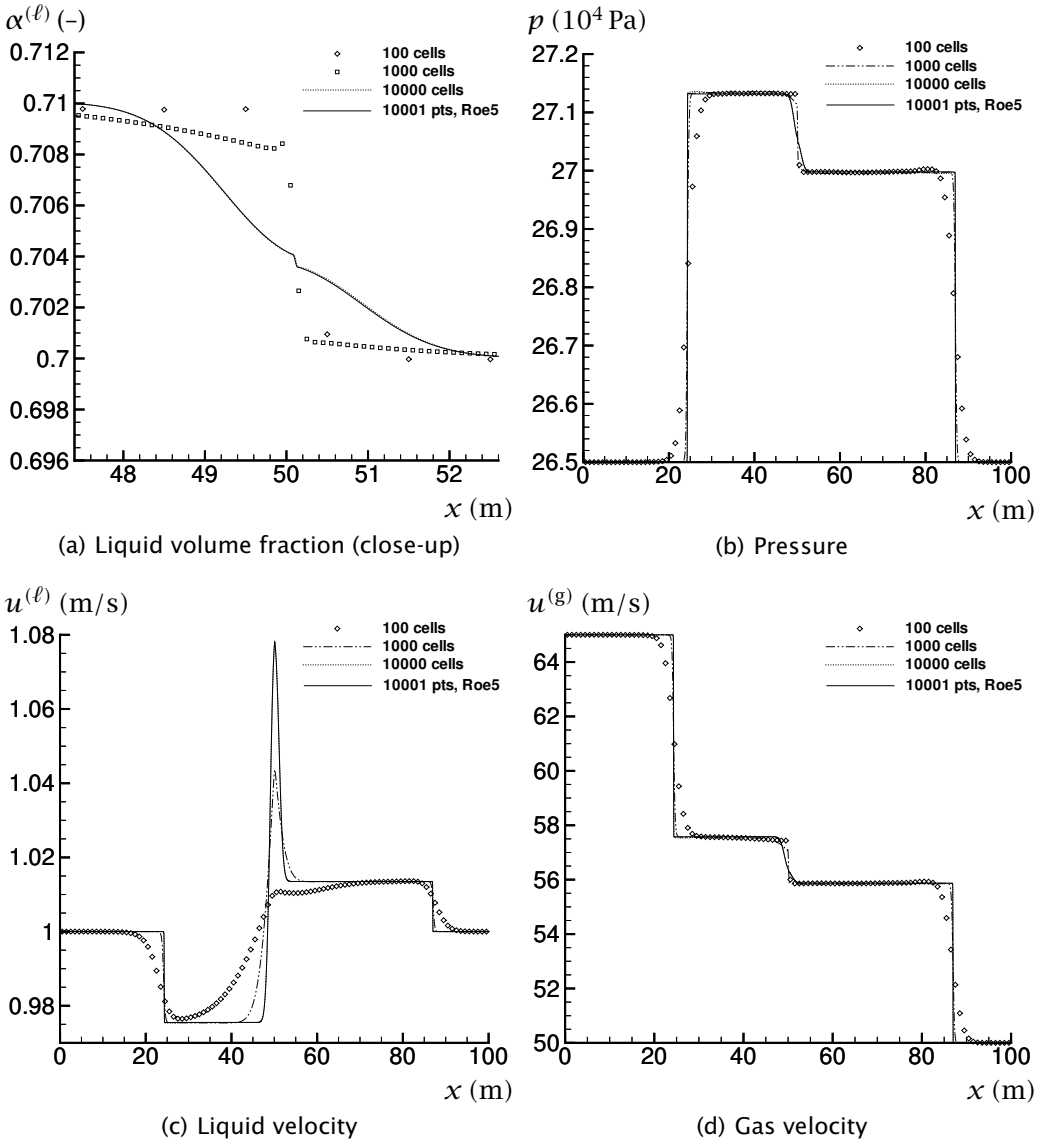 α(ℓ) (–)
0.712
0.71
0.708
0.706
0.704
0.702
0.7
0.698
0.696
48 49 50 51 52
x (m)
100 cells
1000 cells
10000 cells
10001 pts, Roe5
(a) Liquid volume fraction (close-up)
p (10⁴ Pa)
27.2
27.1
27
26.9
26.8
26.7
26.6
26.5
0 20 40 60 80 100
x (m)
100 cells
1000 cells
10000 cells
10001 pts, Roe5
(b) Pressure
u(ℓ) (m/s)
1.08
1.06
1.04
1.02
1
0.98
0 20 40 60 80 100
x (m)
100 cells
1000 cells
10000 cells
10001 pts, Roe5
(c) Liquid velocity
u(g) (m/s)
64
62
60
58
56
54
52
50
0 20 40 60 80 100
x (m)
100 cells
1000 cells
10000 cells
10001 pts, Roe5
(d) Gas velocity